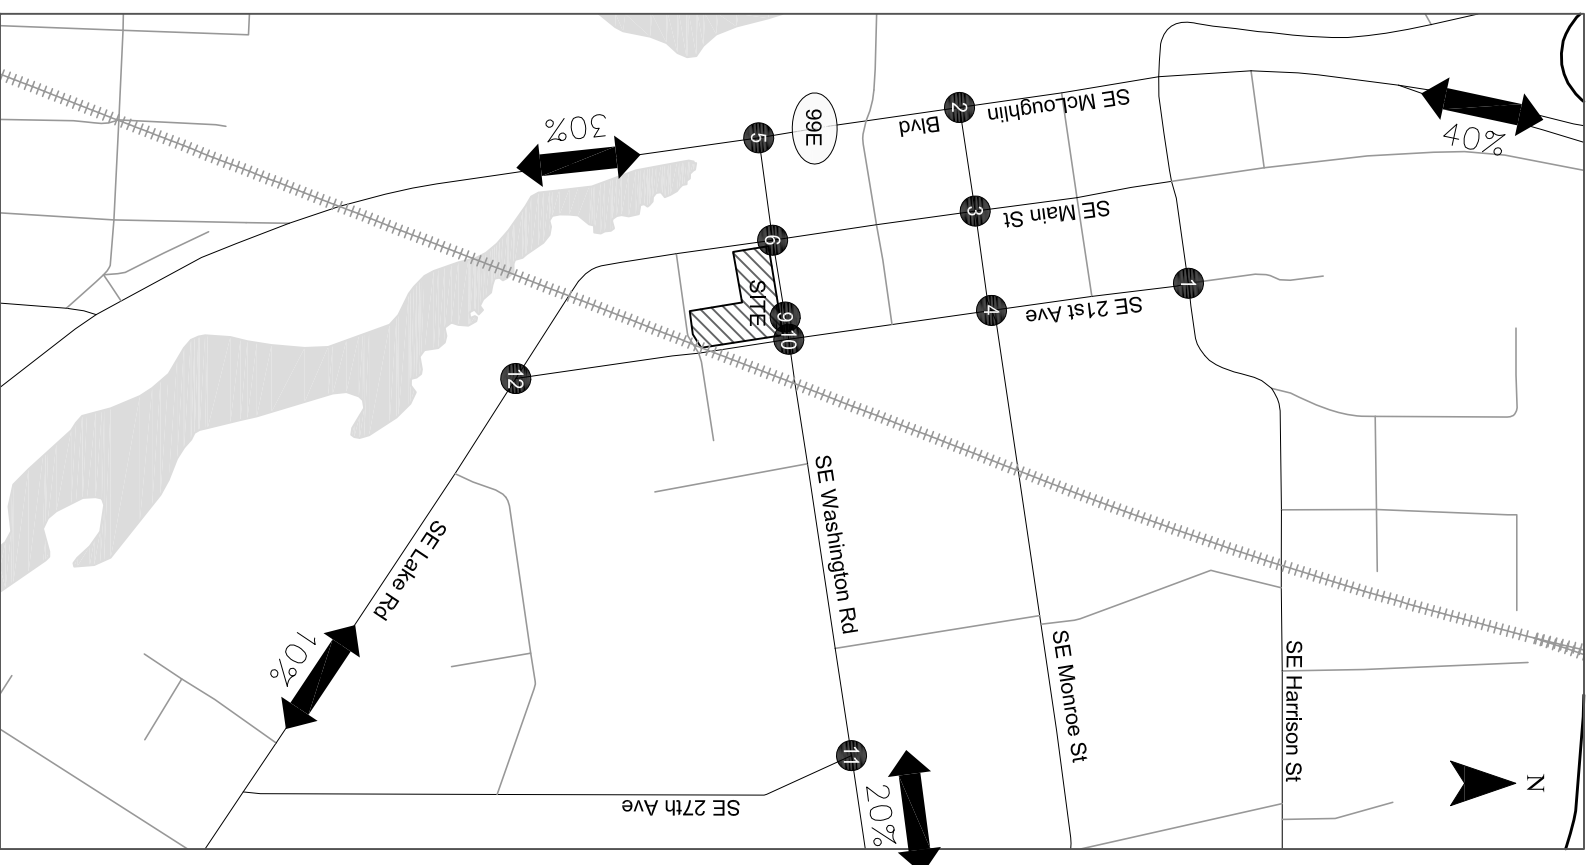 SE McLoughlin
Blvd
40%
30%
99E
2
5
SE Main St
3
6
SITE
9
10
SE 21st Ave
4
1
12
SE Washington Rd
SE Lake Rd
10%
SE Monroe St
SE Harrison St
11
20%
SE 27th Ave
N